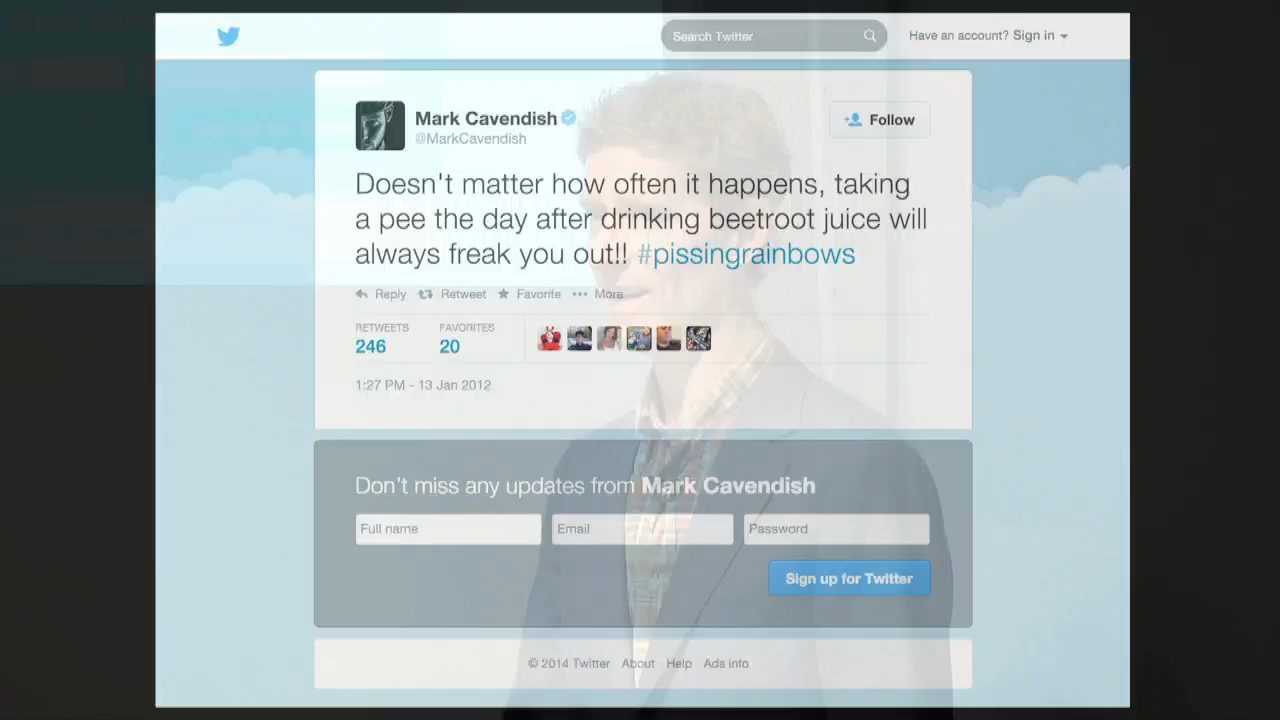 Search Twitter
Have an account? Sign in
Mark Cavendish
@MarkCavendish
Follow
Doesn't matter how often it happens, taking
a pee the day after drinking beetroot juice will
always freak you out!! #pissingrainbows
Reply Retweet Favorite More
RETWEETS FAVORITES
246 20
1:27 PM - 13 Jan 2012
Don't miss any updates from Mark Cavendish
Full name Email Password
Sign up for Twitter
© 2014 Twitter About Help Ads info